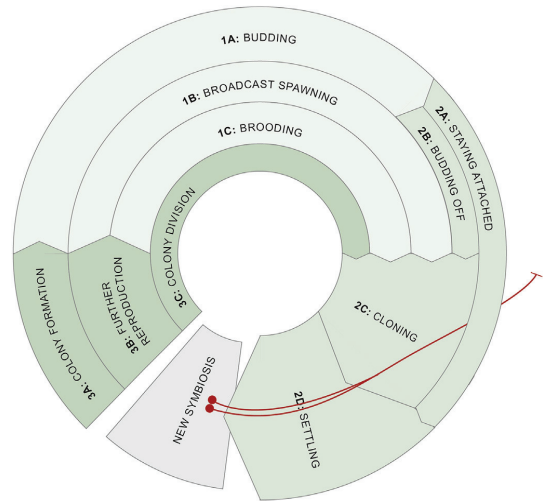 1A: BUDDING
1B: BROADCAST SPAWNING
1C: BROODING
2A: STAYING ATTACHED
2B: BUDDING OFF
2C: CLONING
2D: SETTLING
NEW SYMBIOSIS
3A: COLONY FORMATION
3B: FURTHER
REPRODUCTION
3C: COLONY DIVISION